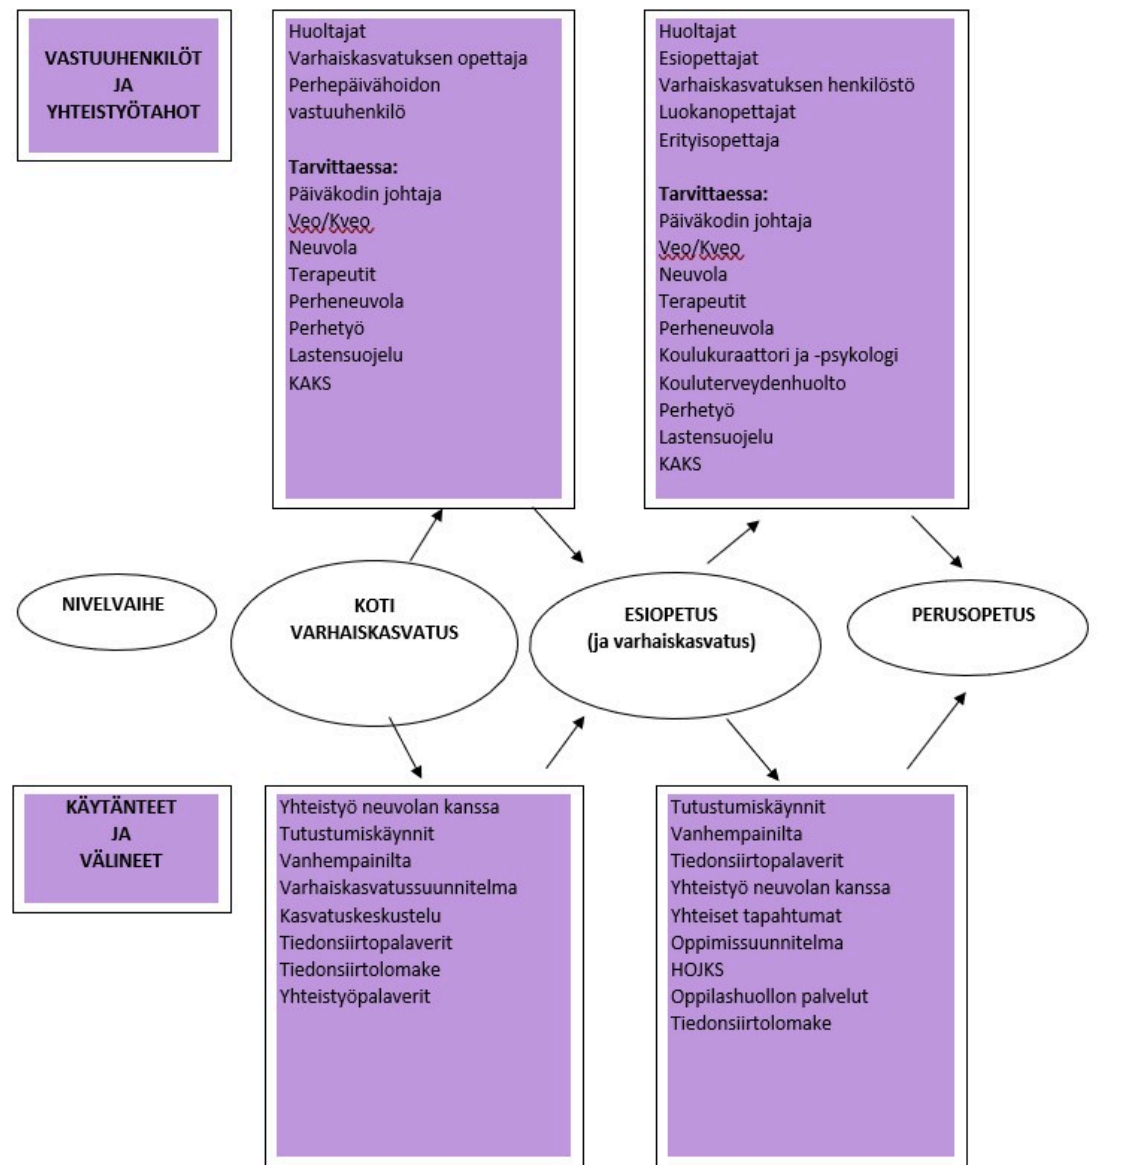 VASTUUHENKILÖT
JA
YHTEISTYÖTAHOT
Huoltajat
Varhaiskasvatuksen opettaja
Perhepäivähoidon
vastuuhenkilö
Tarvittaessa:
Päiväkodin johtaja
Veo/Kveo
Neuvola
Terapeutit
Perheneuvola
Perhetyö
Lastensuojelu
KAKS
Huoltajat
Esiopettajat
Varhaiskasvatuksen henkilöstö
Luokanopettajat
Erityisopettaja
Tarvittaessa:
Päiväkodin johtaja
Veo/Kveo
Neuvola
Terapeutit
Perheneuvola
Koulukuraattori ja -psykologi
Kouluterveydenhuolto
Perhetyö
Lastensuojelu
KAKS
NIVELVAIHE
KOTI
VARHAISKASVATUS
ESIOPETUS
(ja varhaiskasvatus)
PERUSOPETUS
KÄYTÄNTEET
JA
VÄLINEET
Yhteistyö neuvolan kanssa
Tutustumiskäynnit
Vanhempainilta
Varhaiskasvatussuunnitelma
Kasvatuskeskustelu
Tiedonsiirtopalaverit
Tiedonsiirtolomake
Yhteistyöpalaverit
Tutustumiskäynnit
Vanhempainilta
Tiedonsiirtopalaverit
Yhteistyö neuvolan kanssa
Yhteiset tapahtumat
Oppimissuunnitelma
HOJKS
Oppilashuollon palvelut
Tiedonsiirtolomake